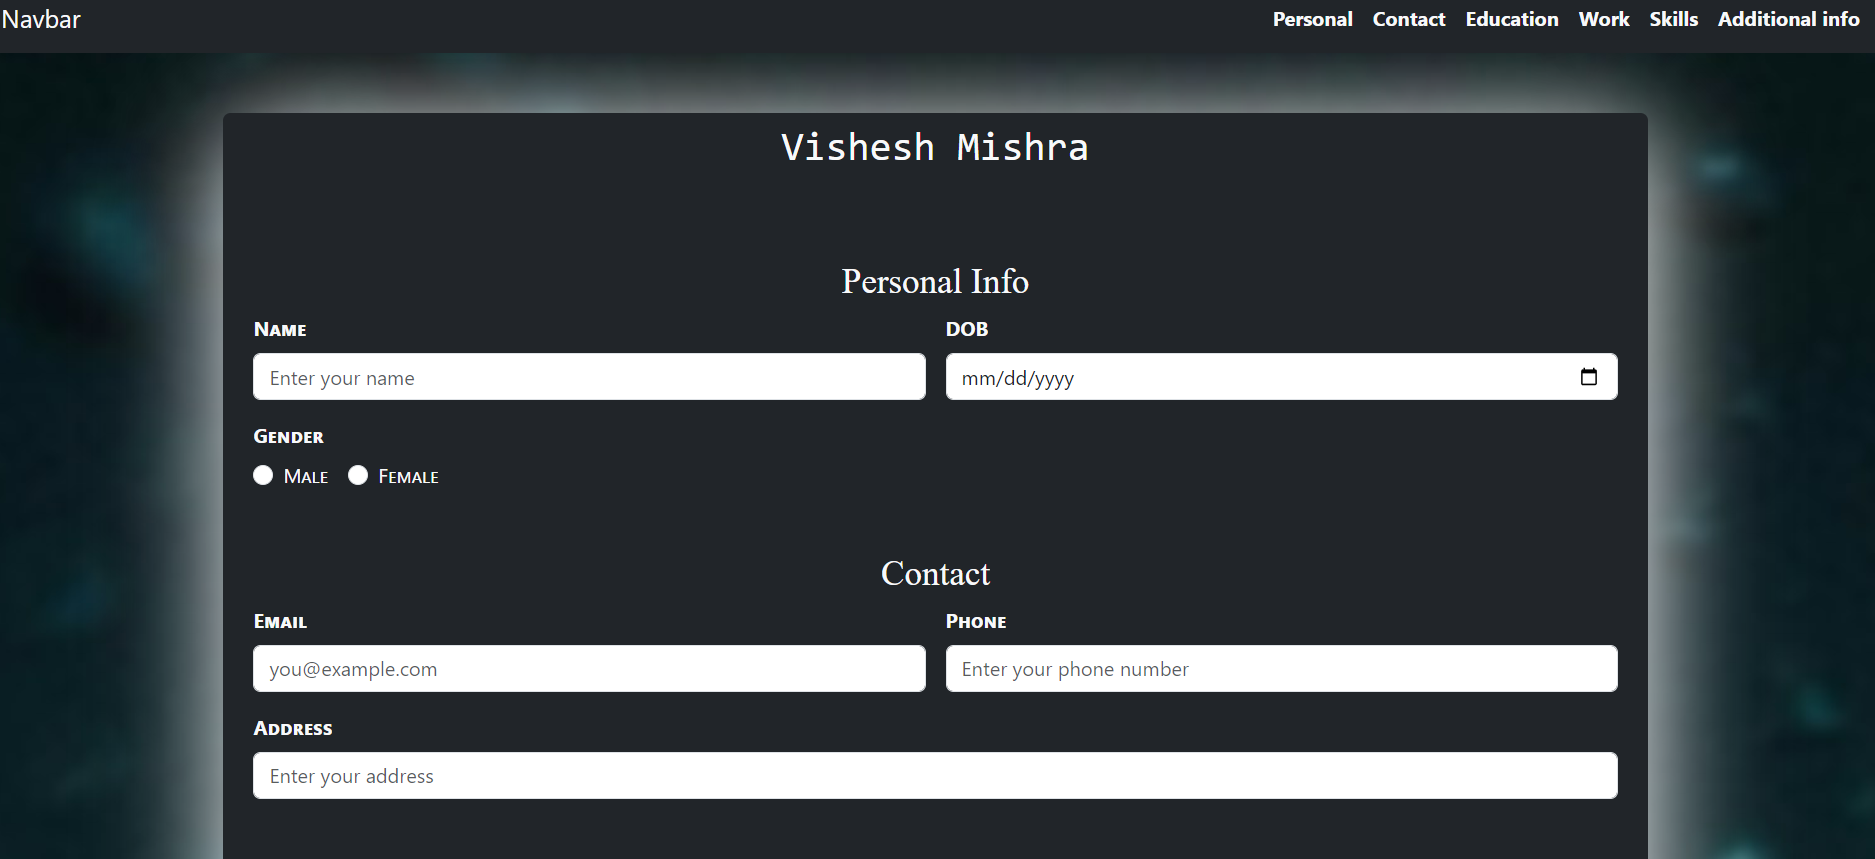 Navbar Personal Contact Education Work Skills Additional info
Vishesh Mishra
Personal Info
Name DOB
Enter your name mm/dd/yyyy
Gender
Male Female
Contact
Email Phone
you@example.com Enter your phone number
Address
Enter your address